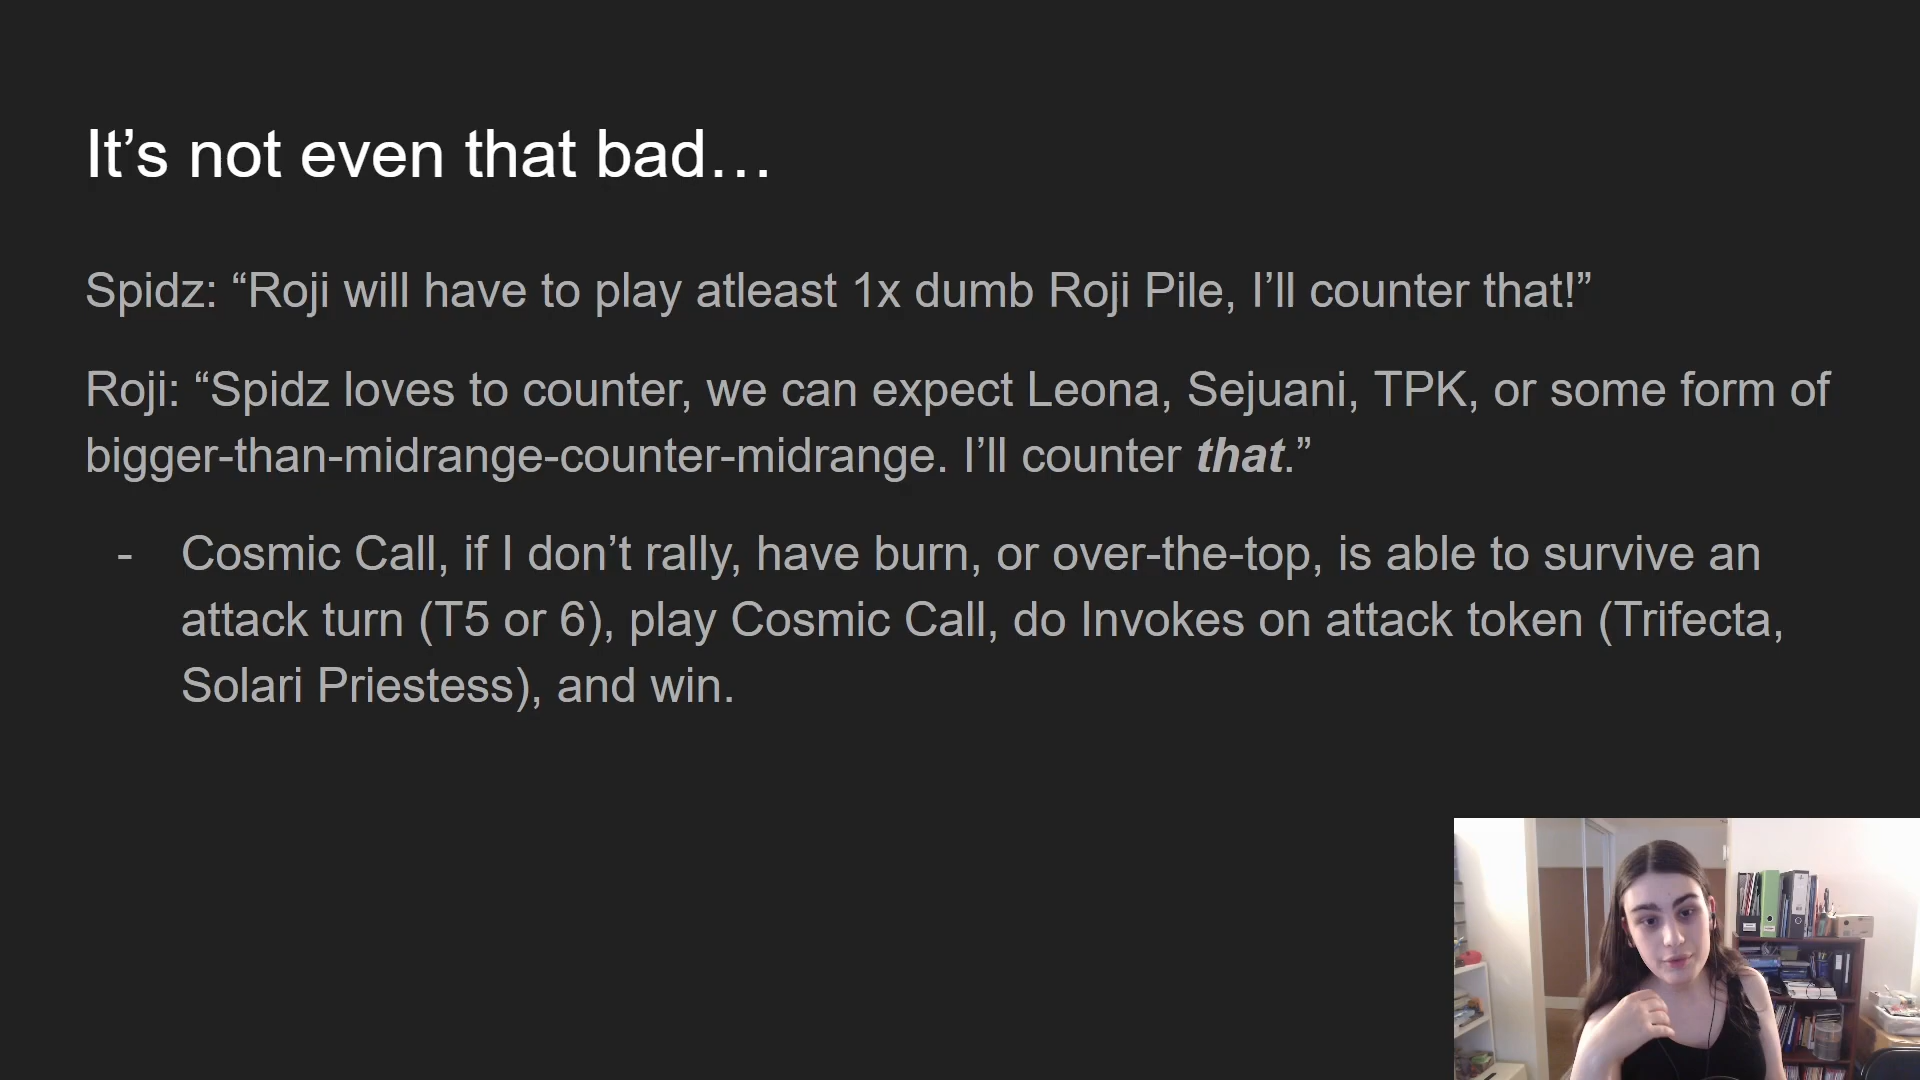 It’s not even that bad…
Spidz: “Roji will have to play atleast 1x dumb Roji Pile, I’ll counter that!”
Roji: “Spidz loves to counter, we can expect Leona, Sejuani, TPK, or some form of
bigger-than-midrange-counter-midrange. I’ll counter that.”
- Cosmic Call, if I don’t rally, have burn, or over-the-top, is able to survive an
attack turn (T5 or 6), play Cosmic Call, do Invokes on attack token (Trifecta,
Solari Priestess), and win.